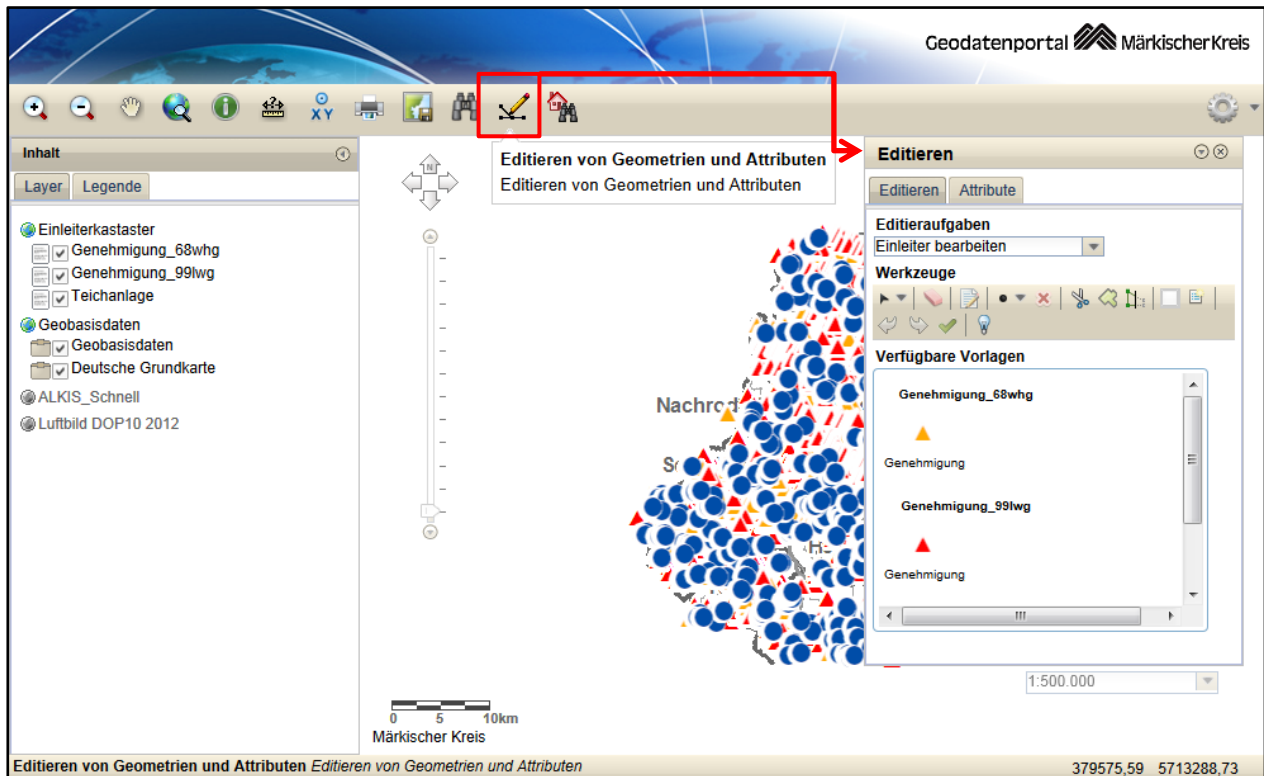 Geodatenportal Märkischer Kreis
XY
Inhalt
Layer Legende
Einleiterkastaster
Genehmigung_68whg
Genehmigung_99lwg
Teichanlage
Geobasisdaten
Geobasisdaten
Deutsche Grundkarte
ALKIS_Schnell
Luftbild DOP10 2012
Editieren von Geometrien und Attributen
Editieren von Geometrien und Attributen
N
Nachrod
Editieren
Editieren Attribute
Editieraufgaben
Einleiter bearbeiten
Werkzeuge
Verfügbare Vorlagen
Genehmigung_68whg
Genehmigung
Genehmigung_99lwg
Genehmigung
1:500.000
0 5 10km
Märkischer Kreis
Editieren von Geometrien und Attributen Editieren von Geometrien und Attributen
379575,59 5713288,73